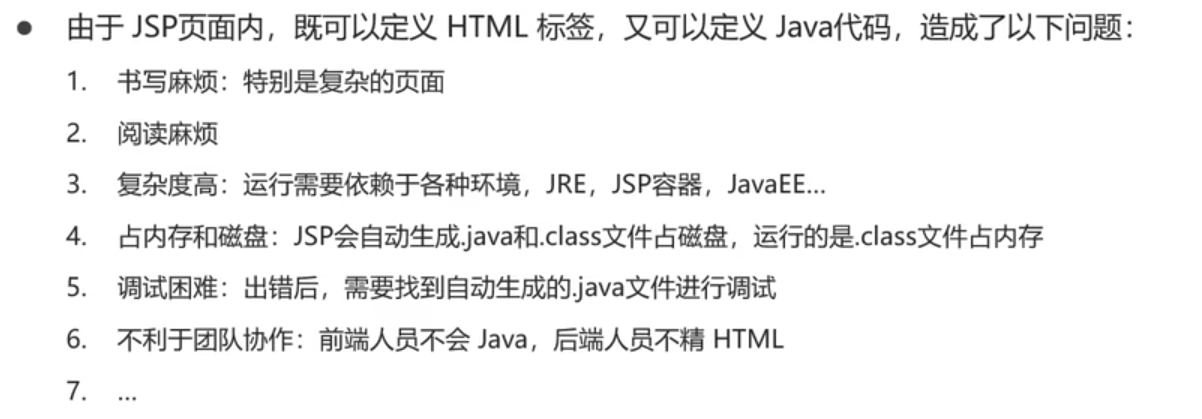 ● 由于 JSP页面内，既可以定义 HTML 标签，又可以定义 Java代码，造成了以下问题：
1. 书写麻烦：特别是复杂的页面
2. 阅读麻烦
3. 复杂度高：运行需要依赖于各种环境，JRE，JSP容器，JavaEE...
4. 占内存和磁盘：JSP会自动生成.java和.class文件占磁盘，运行的是.class文件占内存
5. 调试困难：出错后，需要找到自动生成的.java文件进行调试
6. 不利于团队协作：前端人员不会 Java，后端人员不精 HTML
7. ...